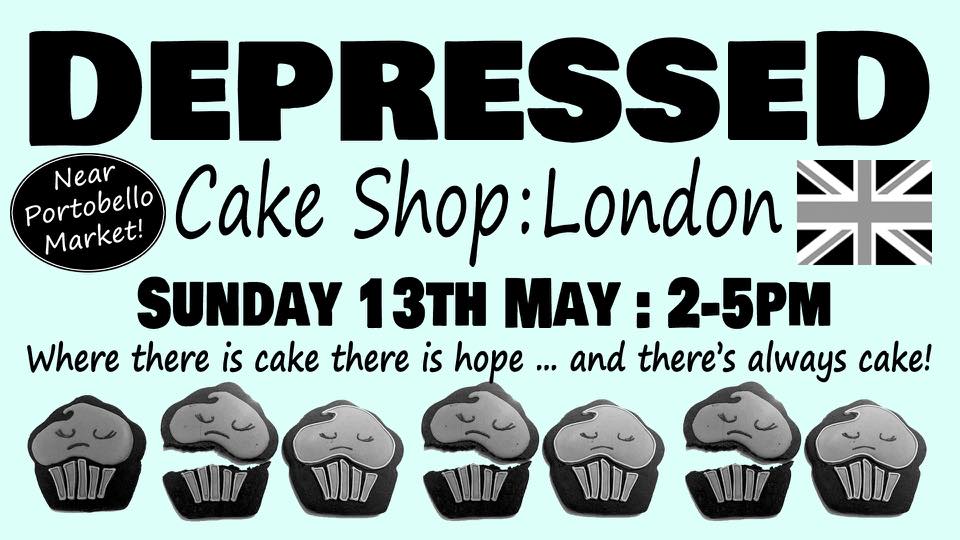 DEPRESSED
Near
Portobello
Market!
Cake Shop:London
SUNDAY 13TH MAY : 2-5PM
Where there is cake there is hope ... and there's always cake!